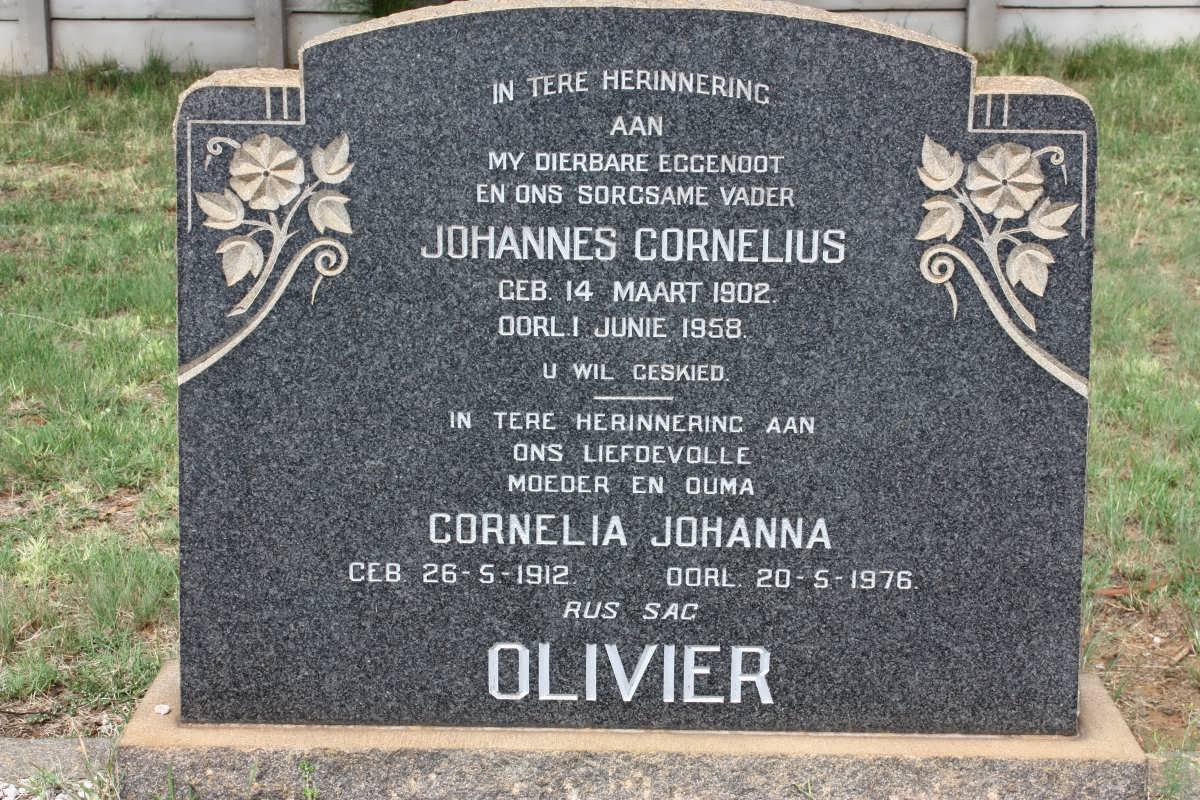 IN TERE HERINNERING
AAN
MY DIERBARE EGGENOOT
EN ONS SORGSAME VADER
JOHANNES CORNELIUS
GEB. 14 MAART 1902.
OORL. 1 JUNIE 1958.
U WIL GESKIED.
IN TERE HERINNERING AAN
ONS LIEFDEVOLLE
MOEDER EN OUMA
CORNELIA JOHANNA
GEB 26-5-1912. OORL. 20-5-1976.
RUS SAG
OLIVIER